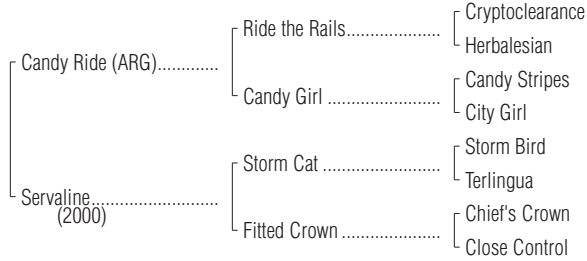 Cryptoclearance
Ride the Rails....................
Herbalesian
Candy Ride (ARG).............
Candy Stripes
Candy Girl ........................
City Girl
Storm Bird
Storm Cat .........................
Terlingua
Servaline...........................
(2000)
Chief's Crown
Fitted Crown .....................
Close Control